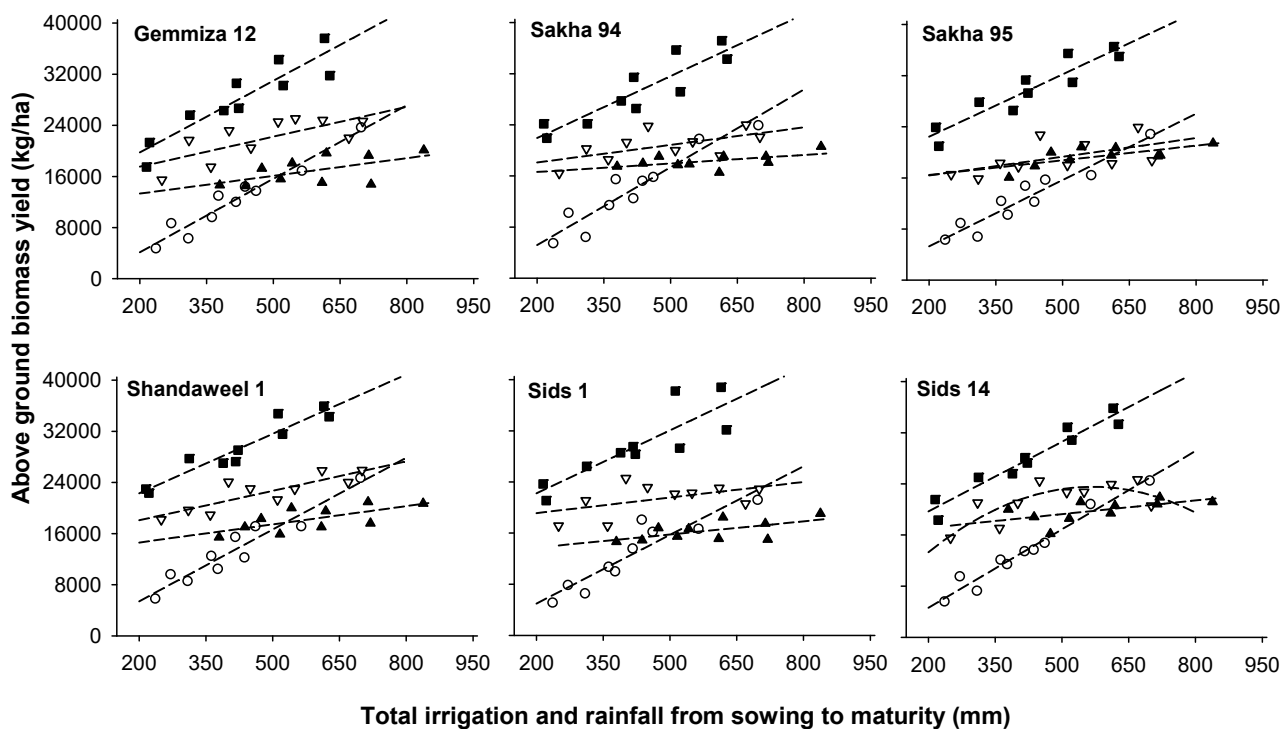 Above ground biomass yield (kg/ha)
Gemmiza 12
Sakha 94
Sakha 95
40000
32000
24000
16000
8000
0
200 350 500 650 800 950
200 350 500 650 800 950
200 350 500 650 800 950
Shandaweel 1
Sids 1
Sids 14
40000
32000
24000
16000
8000
0
200 350 500 650 800 950
200 350 500 650 800 950
200 350 500 650 800 950
Total irrigation and rainfall from sowing to maturity (mm)